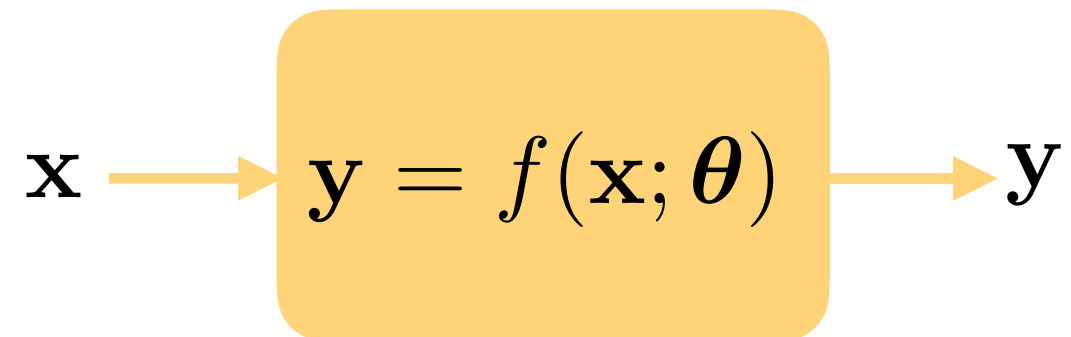 x y = f(x; θ) y